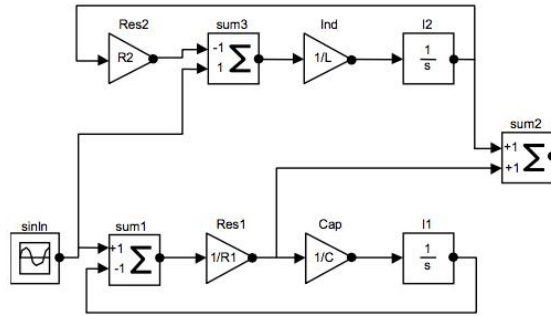 Res2
sum3
Ind
I2
R2
-1
1
Σ
1/L
1
s
sum2
+1
+1
Σ
sinIn
sum1
Res1
Cap
I1
+1
-1
Σ
1/R1
1/C
1
s